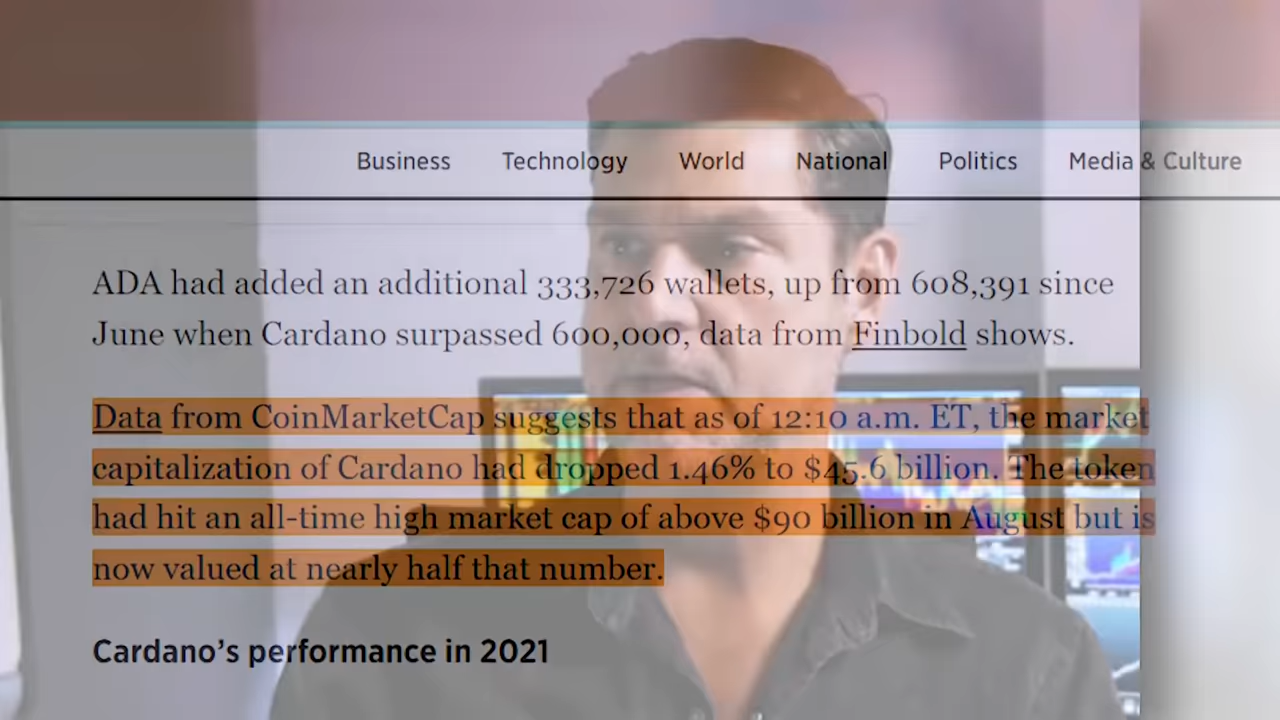 Business Technology World National Politics Media & Culture
ADA had added an additional 333,726 wallets, up from 608,391 since
June when Cardano surpassed 600,000, data from Finbold shows.
Data from CoinMarketCap suggests that as of 12:10 a.m. ET, the market
capitalization of Cardano had dropped 1.46% to $45.6 billion. The token
had hit an all-time high market cap of above $90 billion in August but is
now valued at nearly half that number.
Cardano’s performance in 2021